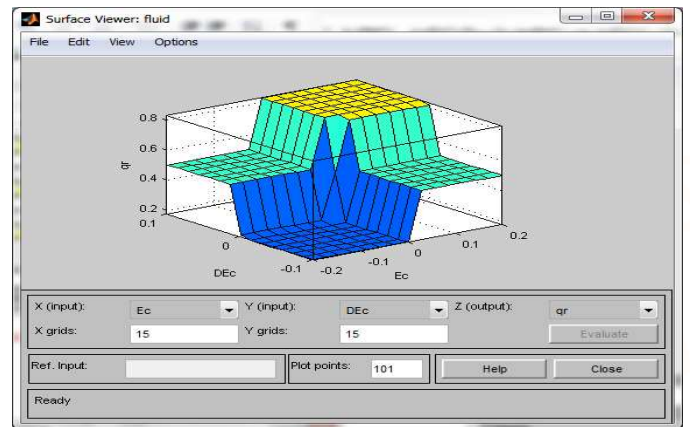 Surface Viewer: fluid
File Edit View Options
0.8
0.6
0.4
0.2
qr
0.1
0
-0.1
DEc
-0.2
-0.1
0
0.1
0.2
Ec
X (input): Ec Y (input): DEc Z (output): qr
X grids: 15 Y grids: 15 Evaluate
Ref. Input: Plot points: 101 Help Close
Ready